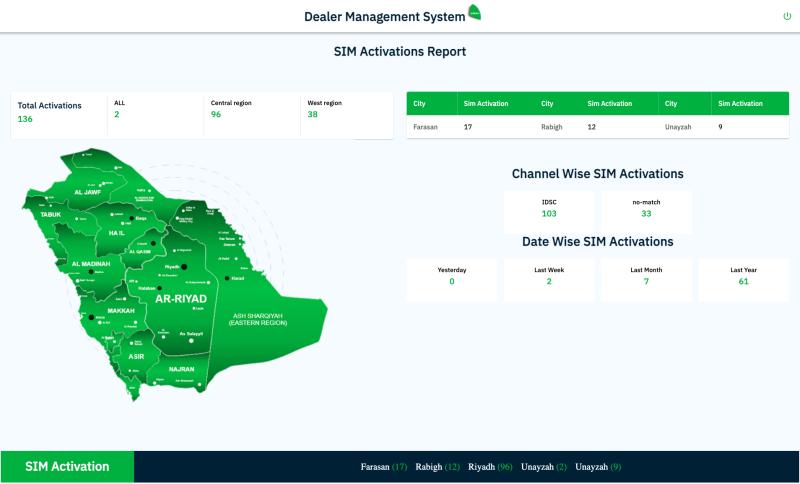 Dealer Management System
SIM Activations Report
Total Activations
136
ALL
2
Central region
96
West region
38
City Sim Activation City Sim Activation City Sim Activation
Farasan 17 Rabigh 12 Unayzah 9
Channel Wise SIM Activations
IDSC
103
no-match
33
Date Wise SIM Activations
Yesterday
0
Last Week
2
Last Month
7
Last Year
61
AL JAWF
TABUK
HA IL
AL QASIM
AL MADINAH
Riyadh
AR-RIYAD
MAKKAH
ASH SHARQIYAH
(EASTERN REGION)
As Sulayyil
ASIR
NAJRAN
SIM Activation
Farasan (17) Rabigh (12) Riyadh (96) Unayzah (2) Unayzah (9)